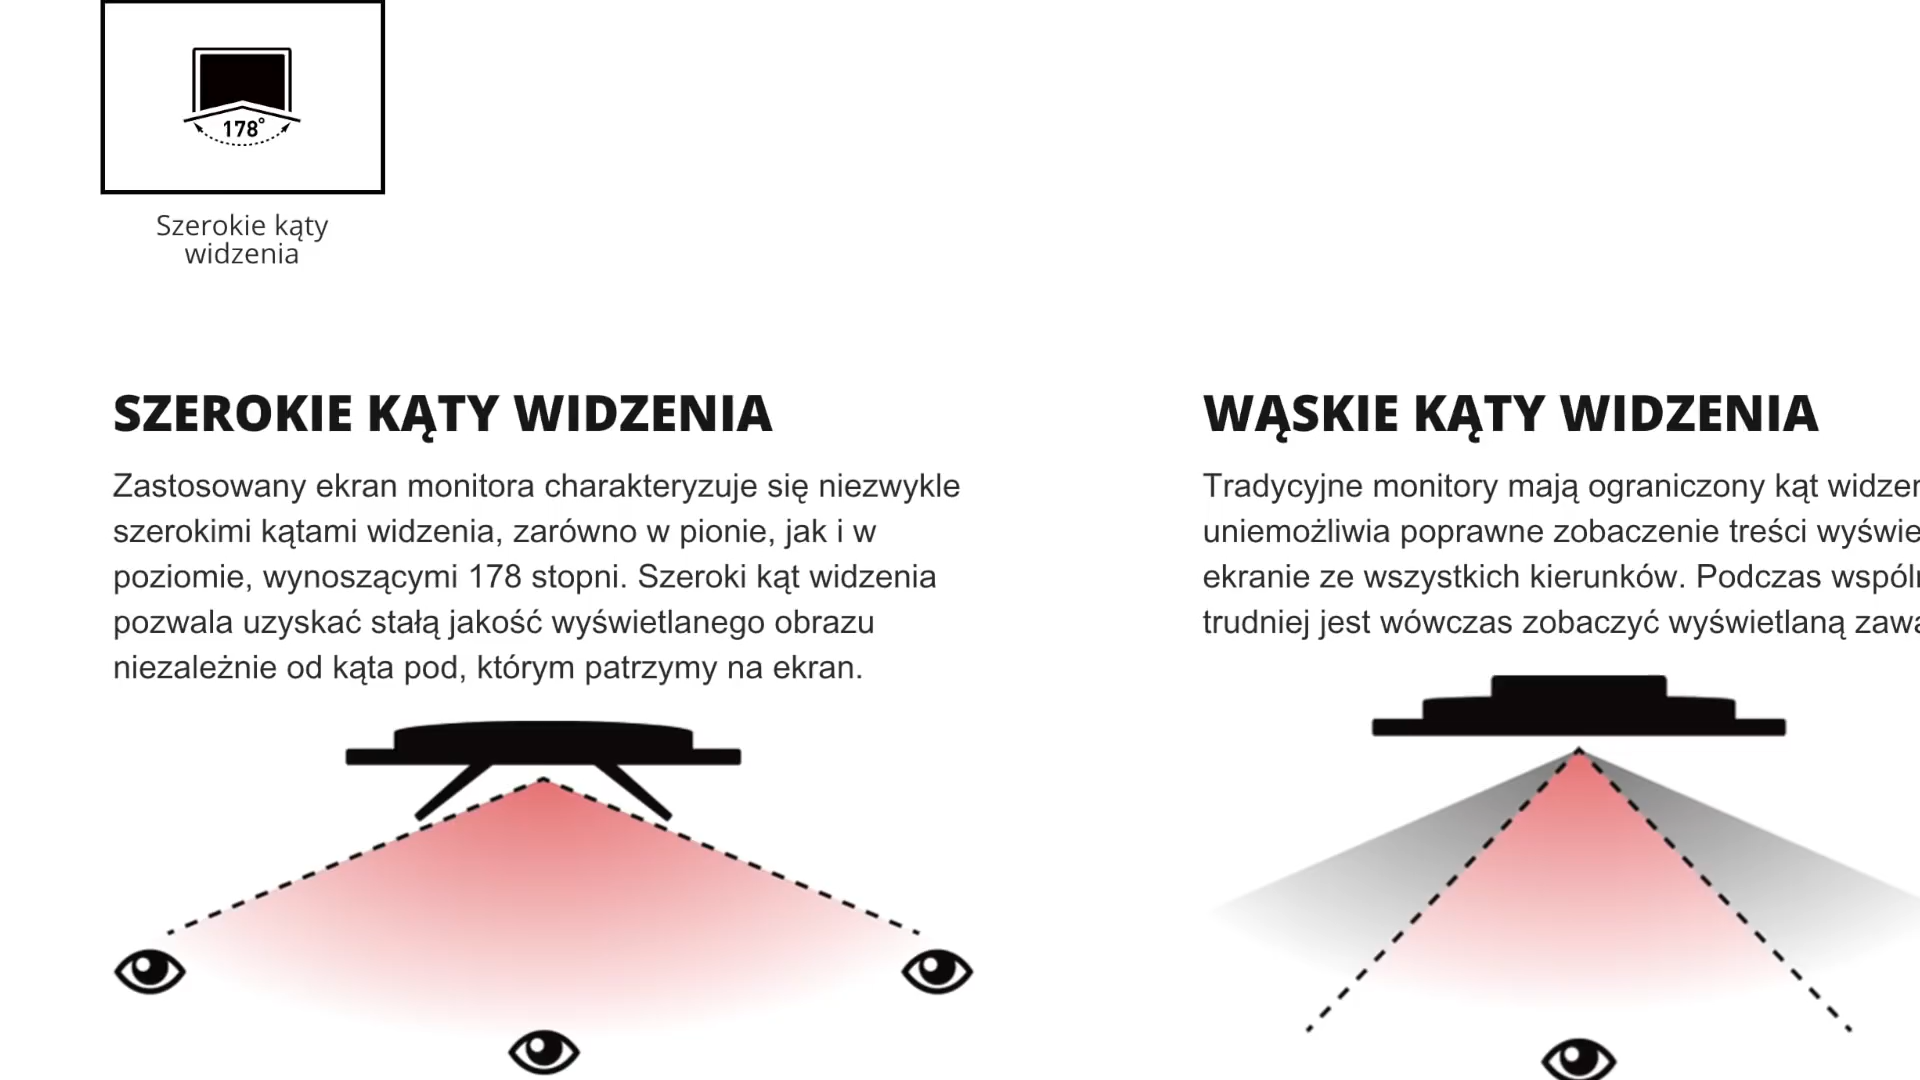 178°
Szerokie kąty
widzenia
SZEROKIE KĄTY WIDZENIA
Zastosowany ekran monitora charakteryzuje się niezwykle
szerokimi kątami widzenia, zarówno w pionie, jak i w
poziomie, wynoszącymi 178 stopni. Szeroki kąt widzenia
pozwala uzyskać stałą jakość wyświetlanego obrazu
niezależnie od kąta pod, którym patrzymy na ekran.
WĄSKIE KĄTY WIDZENIA
Tradycyjne monitory mają ograniczony kąt
uniemożliwia poprawne zobaczenie treści
ekranie ze wszystkich kierunków. Podczas
trudniej jest wówczas zobaczyć wyświetlaną